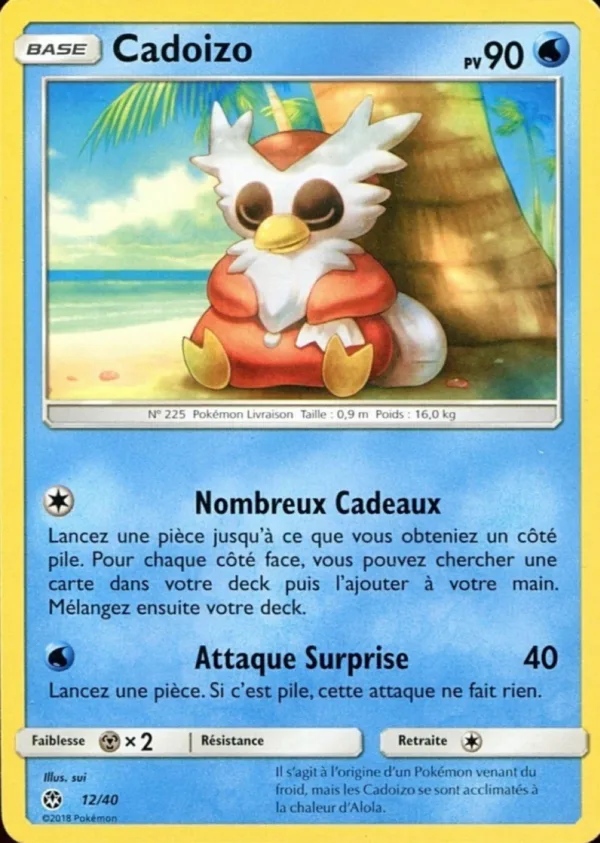 BASE Cadoizo PV 90
N° 225 Pokémon Livraison Taille : 0,9 m Poids : 16,0 kg
Nombreux Cadeaux
Lancez une pièce jusqu'à ce que vous obteniez un côté
pile. Pour chaque côté face, vous pouvez chercher une
carte dans votre deck puis l'ajouter à votre main.
Mélangez ensuite votre deck.
Attaque Surprise 40
Lancez une pièce. Si c'est pile, cette attaque ne fait rien.
Faiblesse × 2 Résistance Retraite
Illus. sui
12/40
©2018 Pokémon
Il s'agit à l'origine d'un Pokémon venant du
froid, mais les Cadoizo se sont acclimatés à
la chaleur d'Alola.